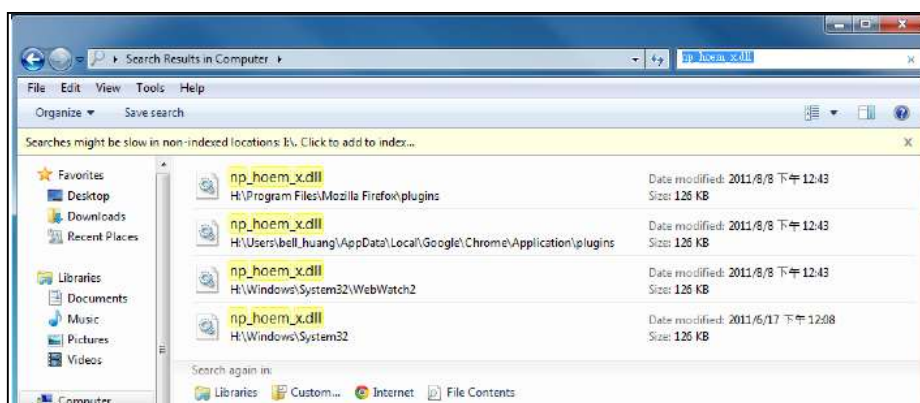 Search Results in Computer
np_hoem_x.dll
File Edit View Tools Help
Organize Save search
Searches might be slow in non-indexed locations: I:\. Click to add to index...
Favorites
Desktop
Downloads
Recent Places
Libraries
Documents
Music
Pictures
Videos
Computer
np_hoem_x.dll
H:\Program Files\Mozilla Firefox\plugins
Date modified: 2011/8/8 下午 12:43
Size: 126 KB
np_hoem_x.dll
H:\Users\bell_huang\AppData\Local\Google\Chrome\Application\plugins
Date modified: 2011/8/8 下午 12:43
Size: 126 KB
np_hoem_x.dll
H:\Windows\System32\WebWatch2
Date modified: 2011/8/8 下午 12:43
Size: 126 KB
np_hoem_x.dll
H:\Windows\System32
Date modified: 2011/6/17 下午 12:08
Size: 126 KB
Search again in:
Libraries Custom... Internet File Contents